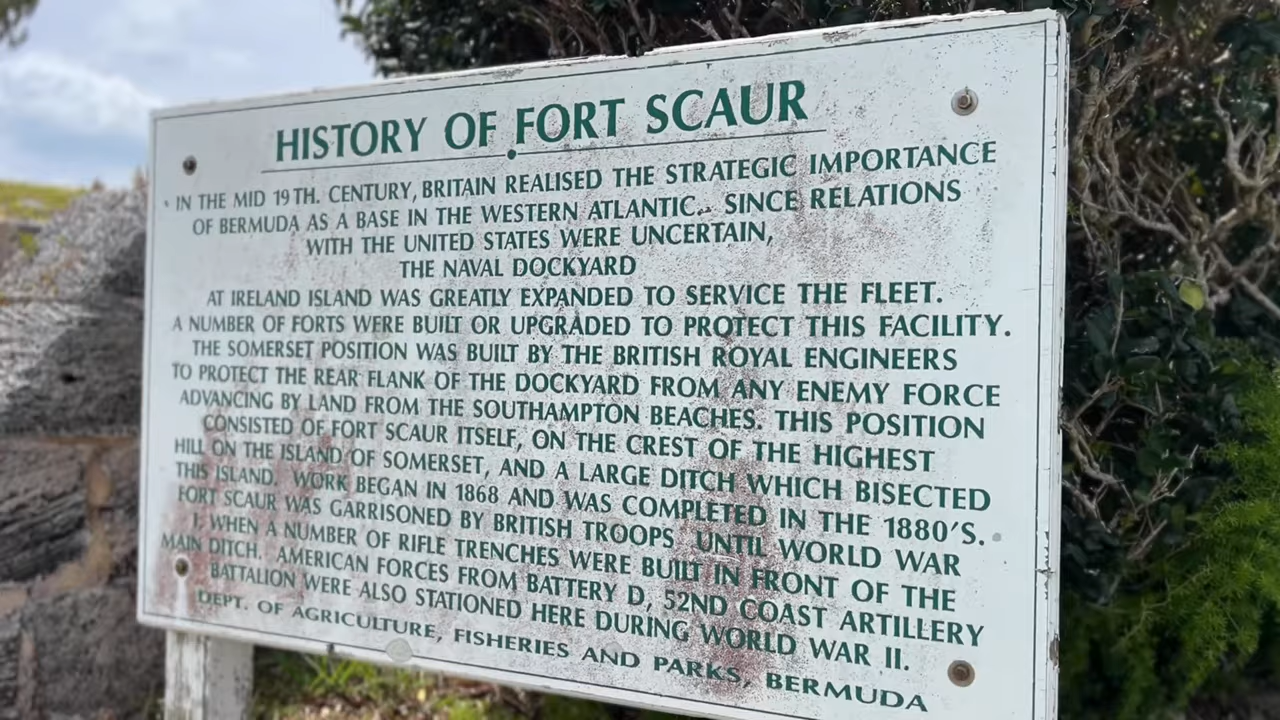 HISTORY OF FORT SCAUR
IN THE MID 19TH. CENTURY, BRITAIN REALISED THE STRATEGIC IMPORTANCE
OF BERMUDA AS A BASE IN THE WESTERN ATLANTIC. SINCE RELATIONS
WITH THE UNITED STATES WERE UNCERTAIN,
THE NAVAL DOCKYARD
AT IRELAND ISLAND WAS GREATLY EXPANDED TO SERVICE THE FLEET.
A NUMBER OF FORTS WERE BUILT OR UPGRADED TO PROTECT THIS FACILITY.
THE SOMERSET POSITION WAS BUILT BY THE BRITISH ROYAL ENGINEERS
TO PROTECT THE REAR FLANK OF THE DOCKYARD FROM ANY ENEMY FORCE
ADVANCING BY LAND FROM THE SOUTHAMPTON BEACHES. THIS POSITION
CONSISTED OF FORT SCAUR ITSELF, ON THE CREST OF THE HIGHEST
HILL ON THE ISLAND OF SOMERSET, AND A LARGE DITCH WHICH BISECTED
THIS ISLAND. WORK BEGAN IN 1868 AND WAS COMPLETED IN THE 1880'S.
FORT SCAUR WAS GARRISONED BY BRITISH TROOPS UNTIL WORLD WAR
I, WHEN A NUMBER OF RIFLE TRENCHES WERE BUILT IN FRONT OF THE
MAIN DITCH. AMERICAN FORCES FROM BATTERY D, 52ND COAST ARTILLERY
BATTALION WERE ALSO STATIONED HERE DURING WORLD WAR II.
DEPT. OF AGRICULTURE, FISHERIES AND PARKS, BERMUDA